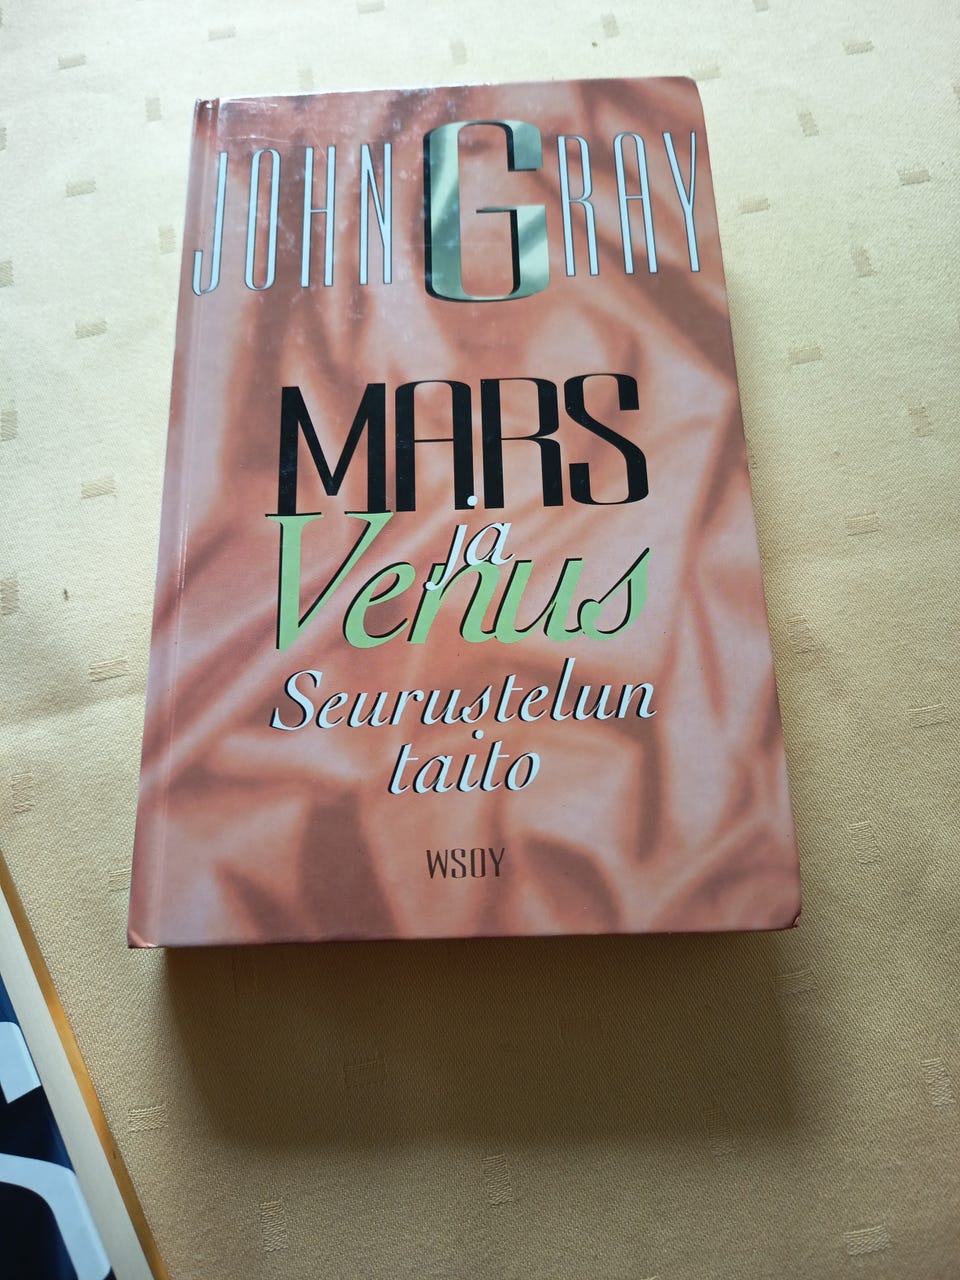 JOHN GRAY
MARS
ja
Venus
Seurustelun
taito
WSOY